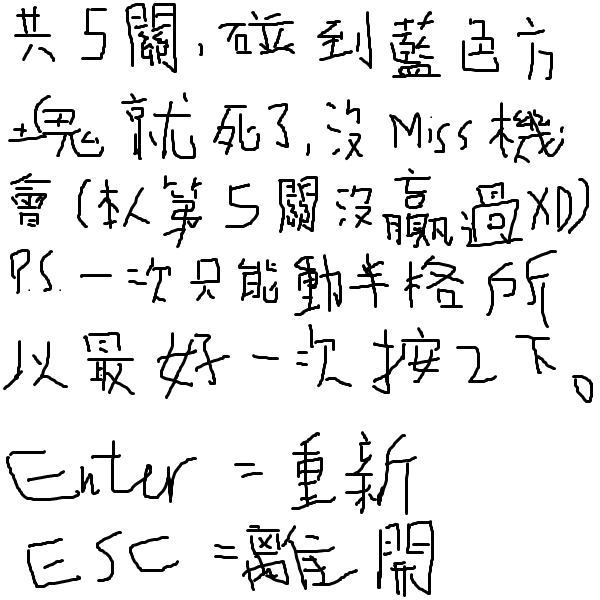 共5關，碰到藍色方
塊就死了，沒Miss機
會(本人第5關沒贏過XD)
P.S. 一次只能動半格所
以最好一次按2下。
Enter = 重新
ESC = 離開